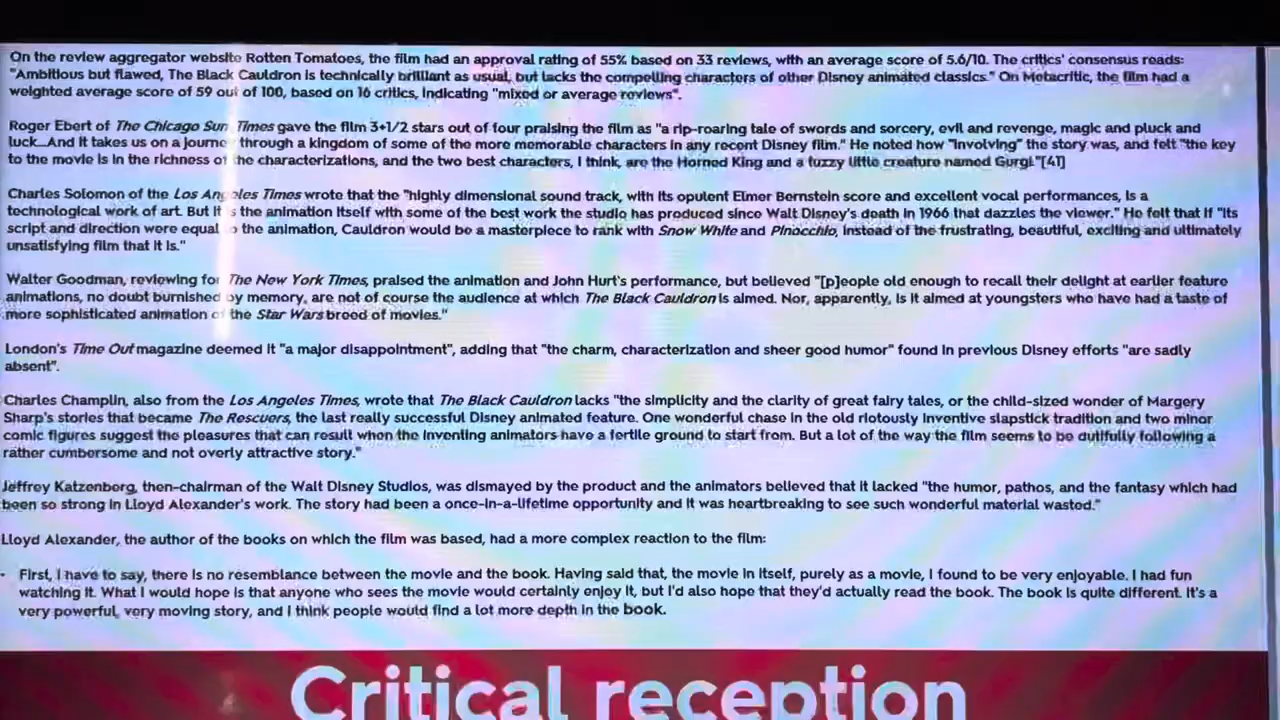 On the review aggregator website Rotten Tomatoes, the film had an approval rating of 55% based on 33 reviews, with an average score of 5.6/10. The critics' consensus reads:
"Ambitious but flawed, The Black Cauldron is technically brilliant as usual, but lacks the compelling characters of other Disney animated classics." On Metacritic, the film had a
weighted average score of 59 out of 100, based on 16 critics, indicating "mixed or average reviews".
Roger Ebert of The Chicago Sun Times gave the film 3+1/2 stars out of four praising the film as "a rip-roaring tale of swords and sorcery, evil and revenge, magic and pluck and
luck...And it takes us on a journe through a kingdom of some of the more memorable characters in any recent Disney film." He noted how "involving" the story was, and felt "the key
to the movie is in the richness of the characterizations, and the two best characters, I think, are the Horned King and a fuzzy little creature named Gurgi."[41]
Charles Solomon of the Los Angeles Times wrote that the "highly dimensional sound track, with its opulent Elmer Bernstein score and excellent vocal performances, is a
technological work of art. But it is the animation itself with some of the best work the studio has produced since Walt Disney's death in 1966 that dazzles the viewer." He felt that if "its
script and direction were equal to the animation, Cauldron would be a masterpiece to rank with Snow White and Pinocchio, instead of the frustrating, beautiful, exciting and ultimately
unsatisfying film that it is."
Walter Goodman, reviewing for The New York Times, praised the animation and John Hurt's performance, but believed "[p]eople old enough to recall their delight at earlier feature
animations, no doubt burnished by memory, are not of course the audience at which The Black Cauldron is aimed. Nor, apparently, is it aimed at youngsters who have had a taste of
more sophisticated animation of the Star Wars breed of movies."
London's Time Out magazine deemed it "a major disappointment", adding that "the charm, characterization and sheer good humor" found in previous Disney efforts "are sadly
absent".
Charles Champlin, also from the Los Angeles Times, wrote that The Black Cauldron lacks "the simplicity and the clarity of great fairy tales, or the child-sized wonder of Margery
Sharp's stories that became The Rescuers, the last really successful Disney animated feature. One wonderful chase in the old riotously inventive slapstick tradition and two minor
comic figures suggest the pleasures that can result when the inventing animators have a fertile ground to start from. But a lot of the way the film seems to be dutifully following a
rather cumbersome and not overly attractive story."
Jeffrey Katzenberg, then-chairman of the Walt Disney Studios, was dismayed by the product and the animators believed that it lacked "the humor, pathos, and the fantasy which had
been so strong in Lloyd Alexander's work. The story had been a once-in-a-lifetime opportunity and it was heartbreaking to see such wonderful material wasted."
Lloyd Alexander, the author of the books on which the film was based, had a more complex reaction to the film:
- First, I have to say, there is no resemblance between the movie and the book. Having said that, the movie in itself, purely as a movie, I found to be very enjoyable. I had fun
watching it. What I would hope is that anyone who sees the movie would certainly enjoy it, but I'd also hope that they'd actually read the book. The book is quite different. It's a
very powerful, very moving story, and I think people would find a lot more depth in the book.
Critical reception